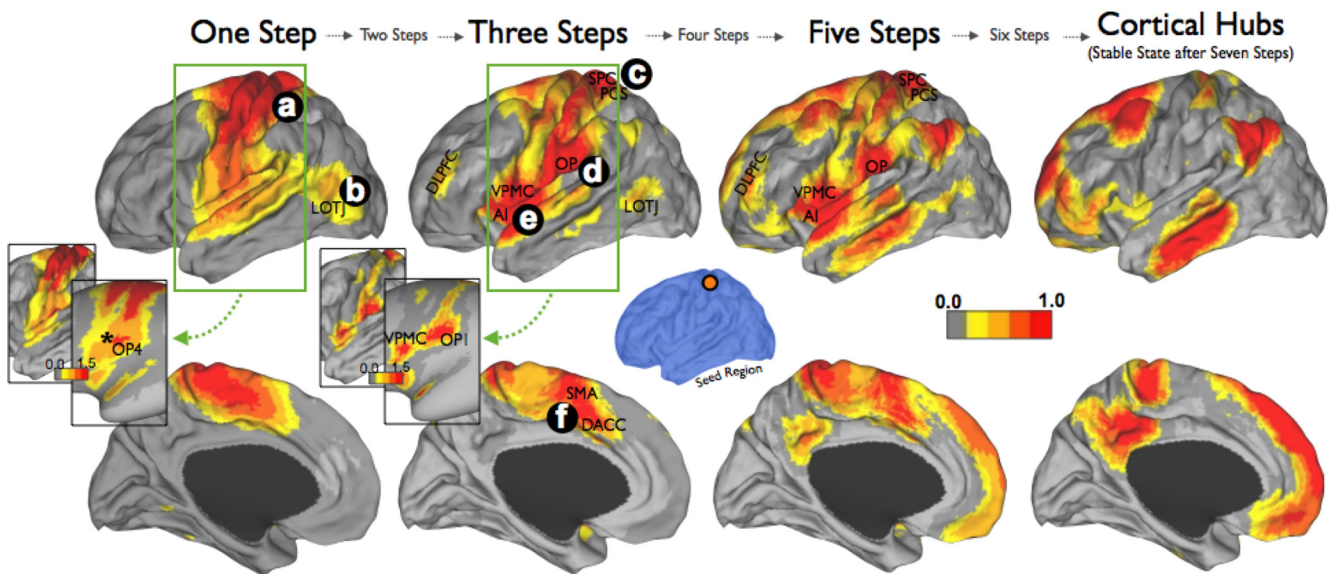 One Step Two Steps Three Steps Four Steps Five Steps Six Steps Cortical Hubs
(Stable State after Seven Steps)
a
b
LOTJ
SPC
PCS
c
DLPFC
OP
d
VPMC
AI
e
LOTJ
SPC
PCS
DLPFC
OP
VPMC
AI
0.0 1.0
*
OP4
0.0 1.5
VPMC
OP1
0.0 1.5
Seed Region
SMA
f
DACC